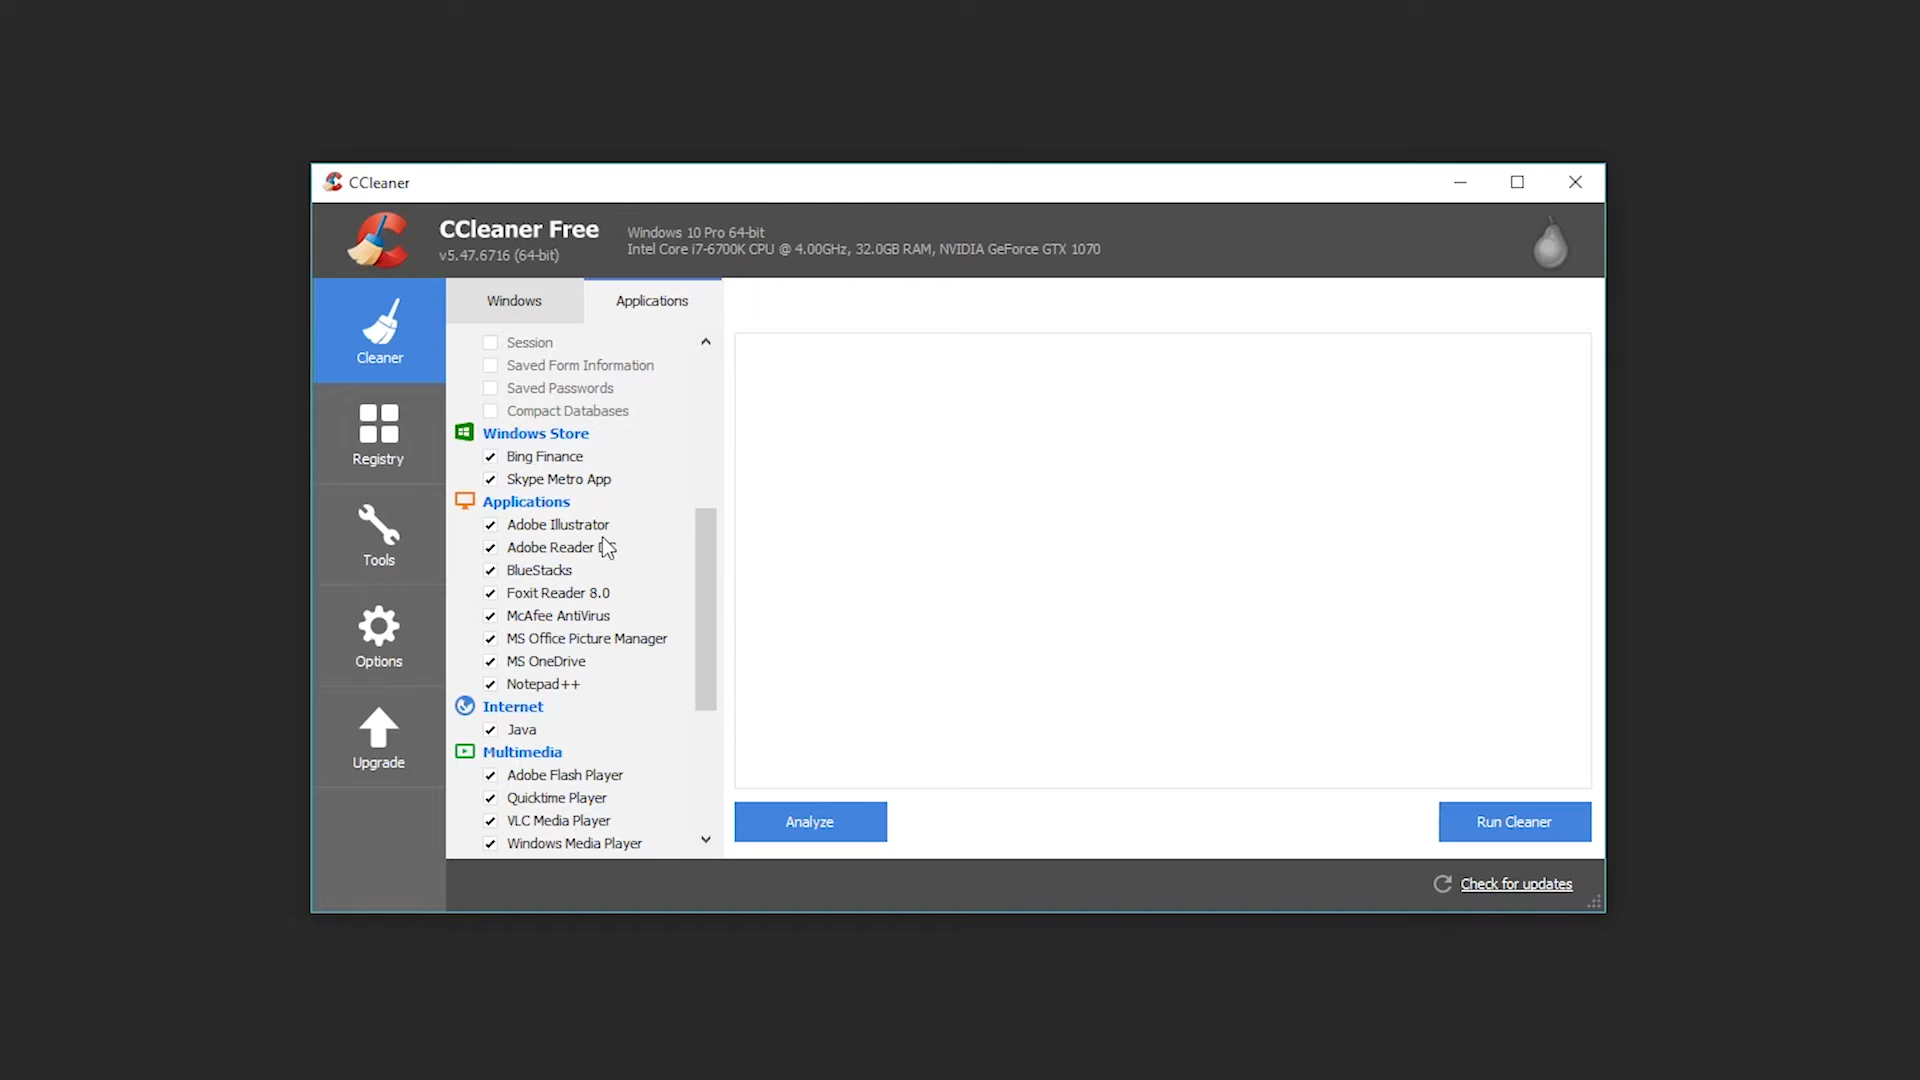 CCleaner
CCleaner Free
v5.47.6716 (64-bit)
Windows 10 Pro 64-bit
Intel Core i7-6700K CPU @ 4.00GHz, 32.0GB RAM, NVIDIA GeForce GTX 1070
Cleaner
Registry
Tools
Options
Upgrade
Windows
Applications
Session
Saved Form Information
Saved Passwords
Compact Databases
Windows Store
Bing Finance
Skype Metro App
Applications
Adobe Illustrator
Adobe Reader
BlueStacks
Foxit Reader 8.0
McAfee AntiVirus
MS Office Picture Manager
MS OneDrive
Notepad++
Internet
Java
Multimedia
Adobe Flash Player
Quicktime Player
VLC Media Player
Windows Media Player
Analyze
Run Cleaner
Check for updates